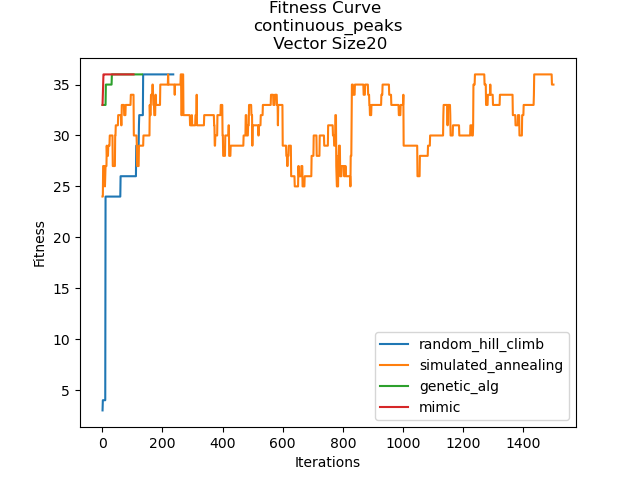 Fitness Curve
continuous_peaks
Vector Size20
Fitness
35
30
25
20
15
10
5
0
200
400
600
800
1000
1200
1400
Iterations
random_hill_climb
simulated_annealing
genetic_alg
mimic